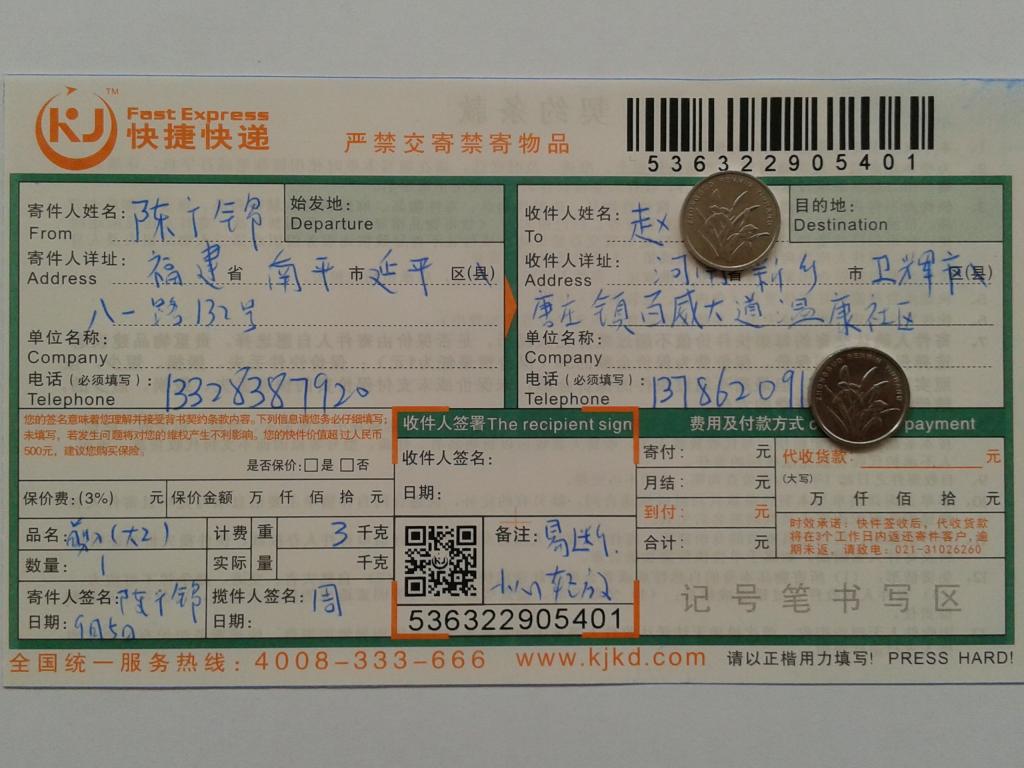 KJ TM Fast Express
快捷快递
严禁交寄禁寄物品
536322905401
寄件人姓名: 陈广锦
From
始发地:
Departure
寄件人详址: 福建 省 南平 市 延平 区(县)
Address
八一路132号
单位名称:
Company
电话(必须填写): 13328387920
Telephone
收件人姓名: 赵
To
目的地:
Destination
收件人详址: 河南 新乡 市 卫辉市 区(县)
Address
唐庄镇百威大道温康社区
单位名称:
Company
电话(必须填写): 137862091
Telephone
您的签名意味着您理解并接受背书契约条款内容。下列信息请您务必仔细填写;
未填写,若发生问题将对您的维权产生不利影响。您的快件价值超过人民币
500元,建议您购买保险。
是否保价: □是 □否
保价费:(3%) 元 保价金额 万 仟 佰 拾 元
品名: (大2) 计费重 3 千克
数量: 1 实际量 千克
寄件人签名: 陈广锦 揽件人签名: 周
日期: 9月5日 日期:
收件人签署The recipient sign
收件人签名:
日期:
备注: 易碎.
小心轻放
536322905401
费用及付款方式 payment
寄付: 元
月结: 元
到付: 元
合计: 元
代收货款: 元
(大写)
万 仟 佰 拾 元
时效承诺: 快件签收后,代收货款
将在3个工作日内返还寄件客户,逾
期未返,请致电: 021-31026260
记号笔书写区
全国统一服务热线: 4008-333-666 www.kjkd.com 请以正楷用力填写! PRESS HARD!